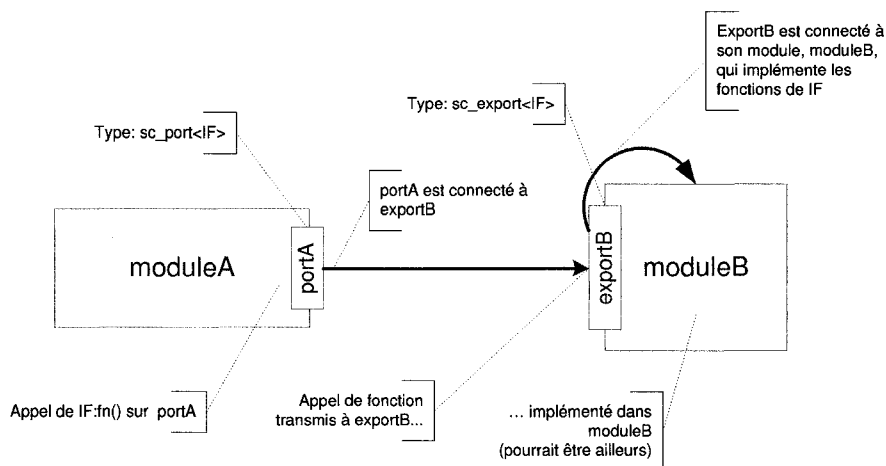 ExportB est connecté à
son module, moduleB,
qui implémente les
fonctions de IF
Type: sc_export<IF>
Type: sc_port<IF>
portA est connecté à
exportB
moduleA
portA
exportB
moduleB
Appel de IF:fn() sur portA
Appel de fonction
transmis à exportB...
... implémenté dans
moduleB
(pourrait être ailleurs)